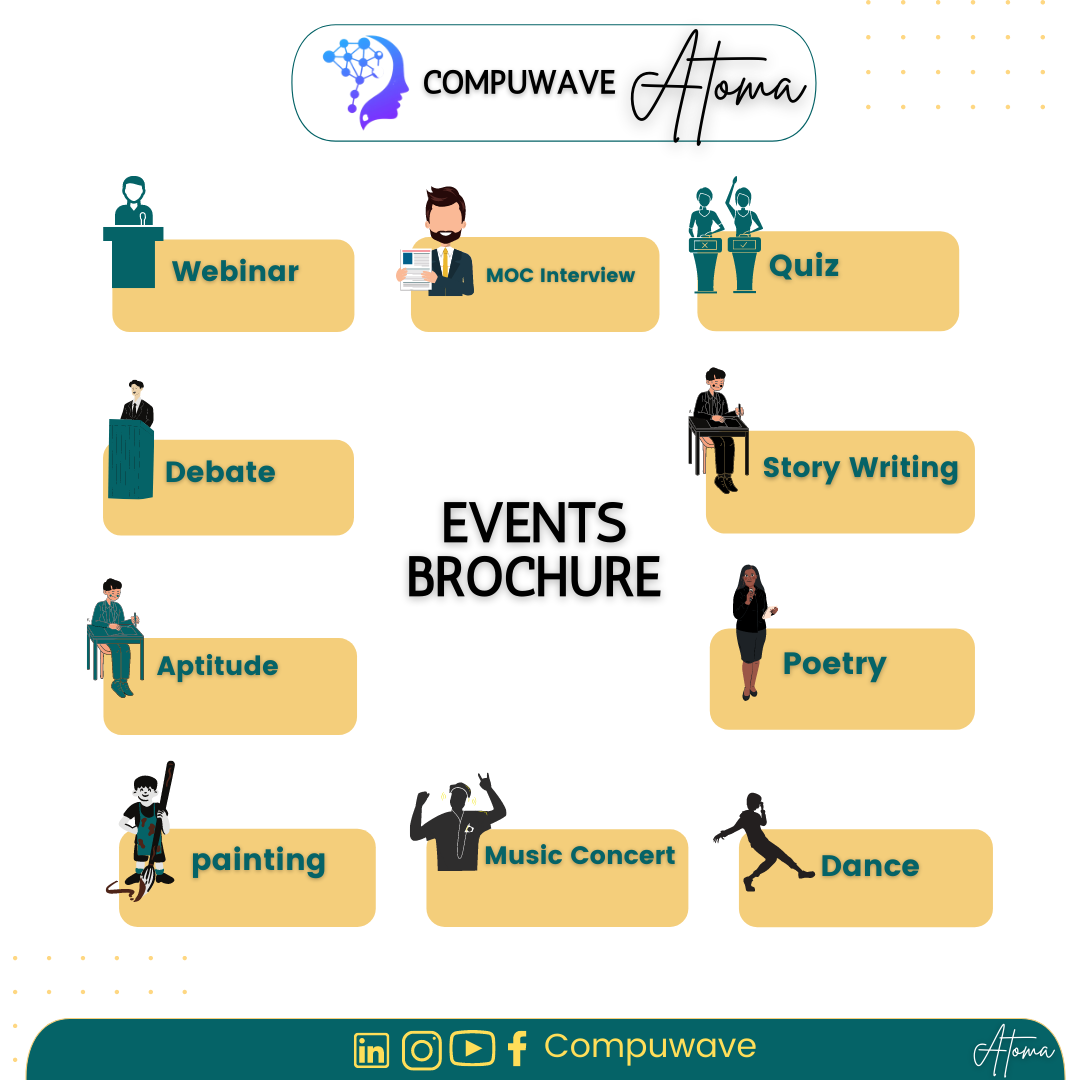 COMPUWAVE Atoma
Webinar
MOC Interview
Quiz
Debate
Story Writing
EVENTS
BROCHURE
Aptitude
Poetry
painting
Music Concert
Dance
in f Compuwave
Atoma